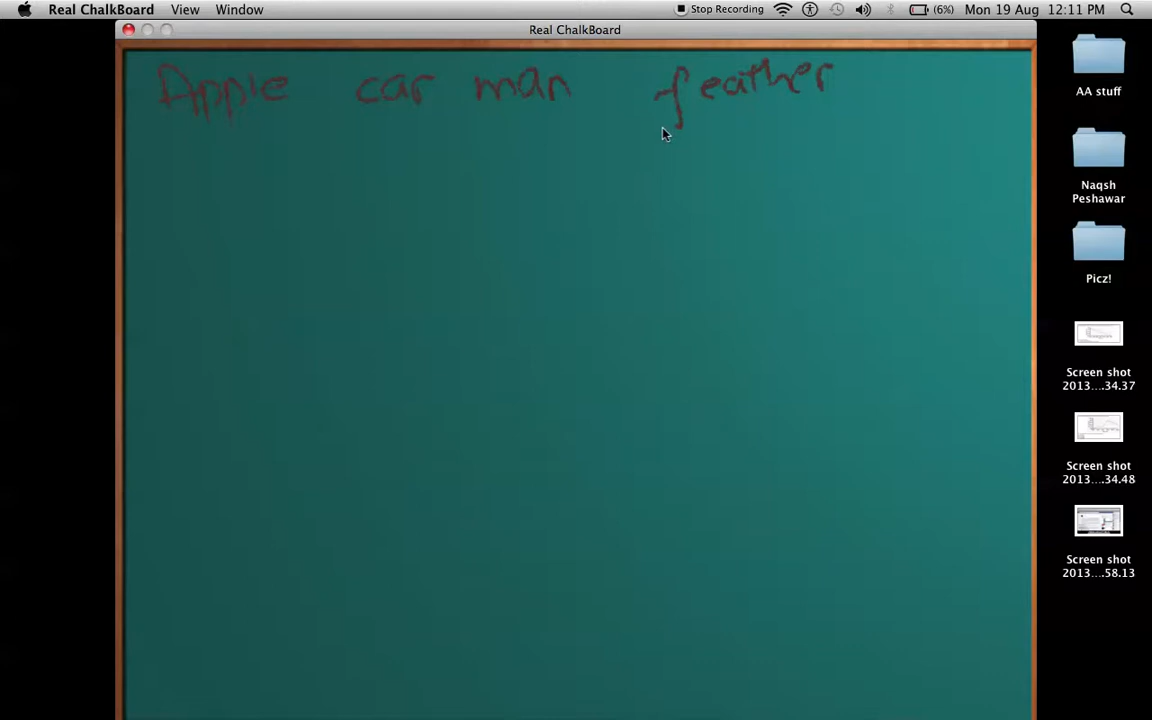 Real ChalkBoard View Window Stop Recording (6%) Mon 19 Aug 12:11 PM
Real ChalkBoard
Apple car man feather
AA stuff
Naqsh
Peshawar
Picz!
Screen shot
2013....34.37
Screen shot
2013....34.48
Screen shot
2013....58.13